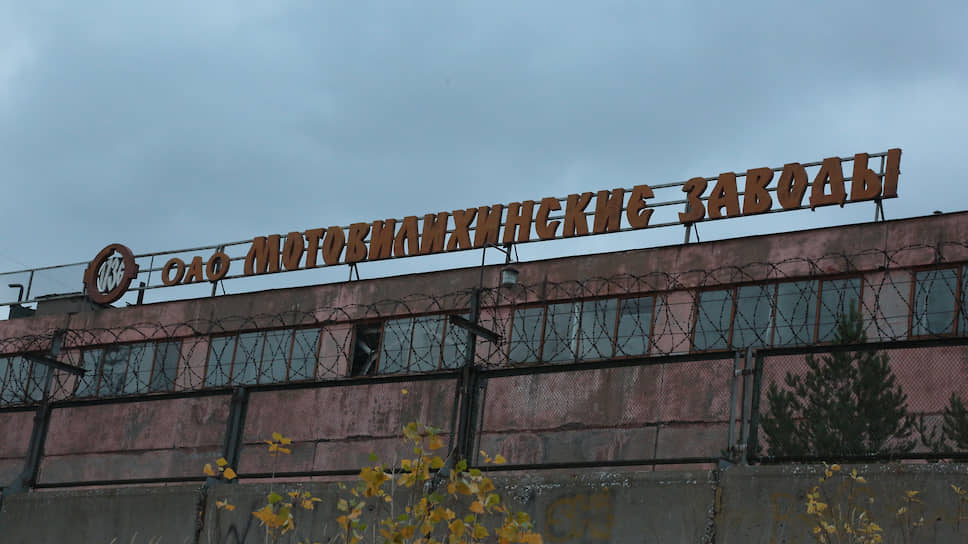 ОАО МОТОВИЛИХИНСКИЕ ЗАВОДЫ